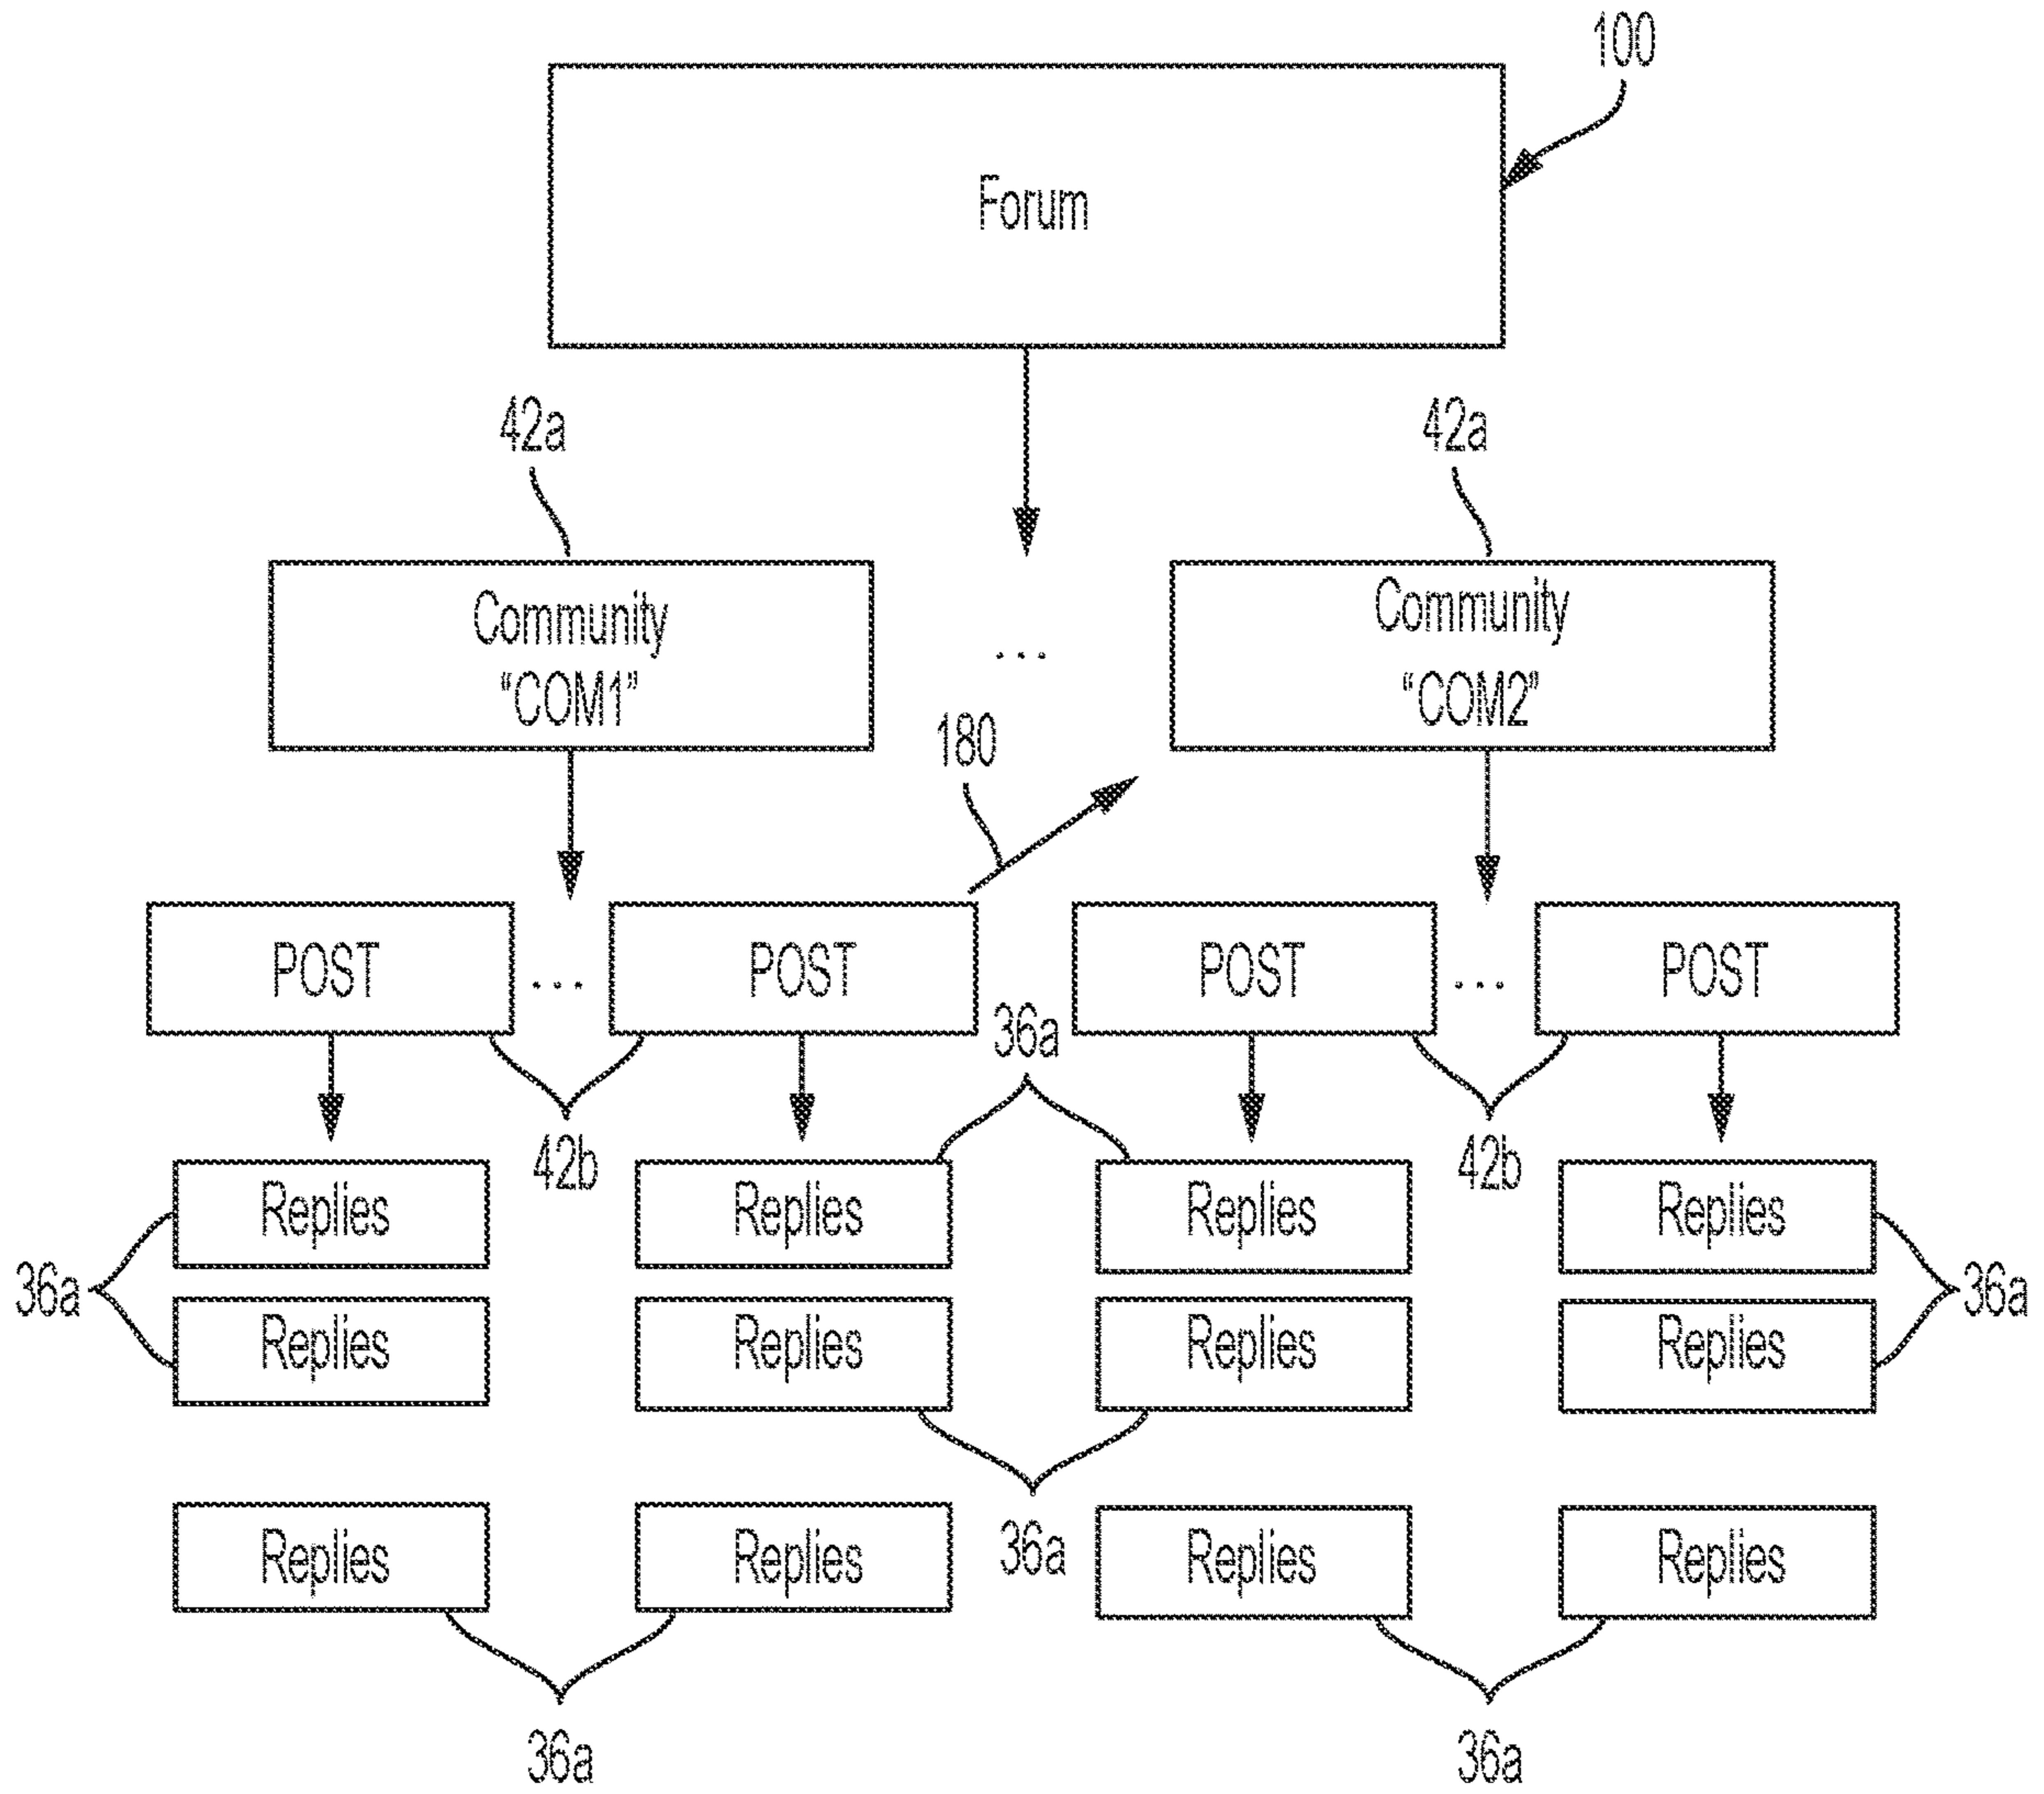 100
Forum
42a
42a
Community
"COM1"
...
Community
“COM2”
180
POST
...
POST
POST
...
POST
36a
42b
42b
Replies
Replies
Replies
Replies
36a
36a
Replies
Replies
Replies
Replies
36a
Replies
Replies
Replies
Replies
36a
36a